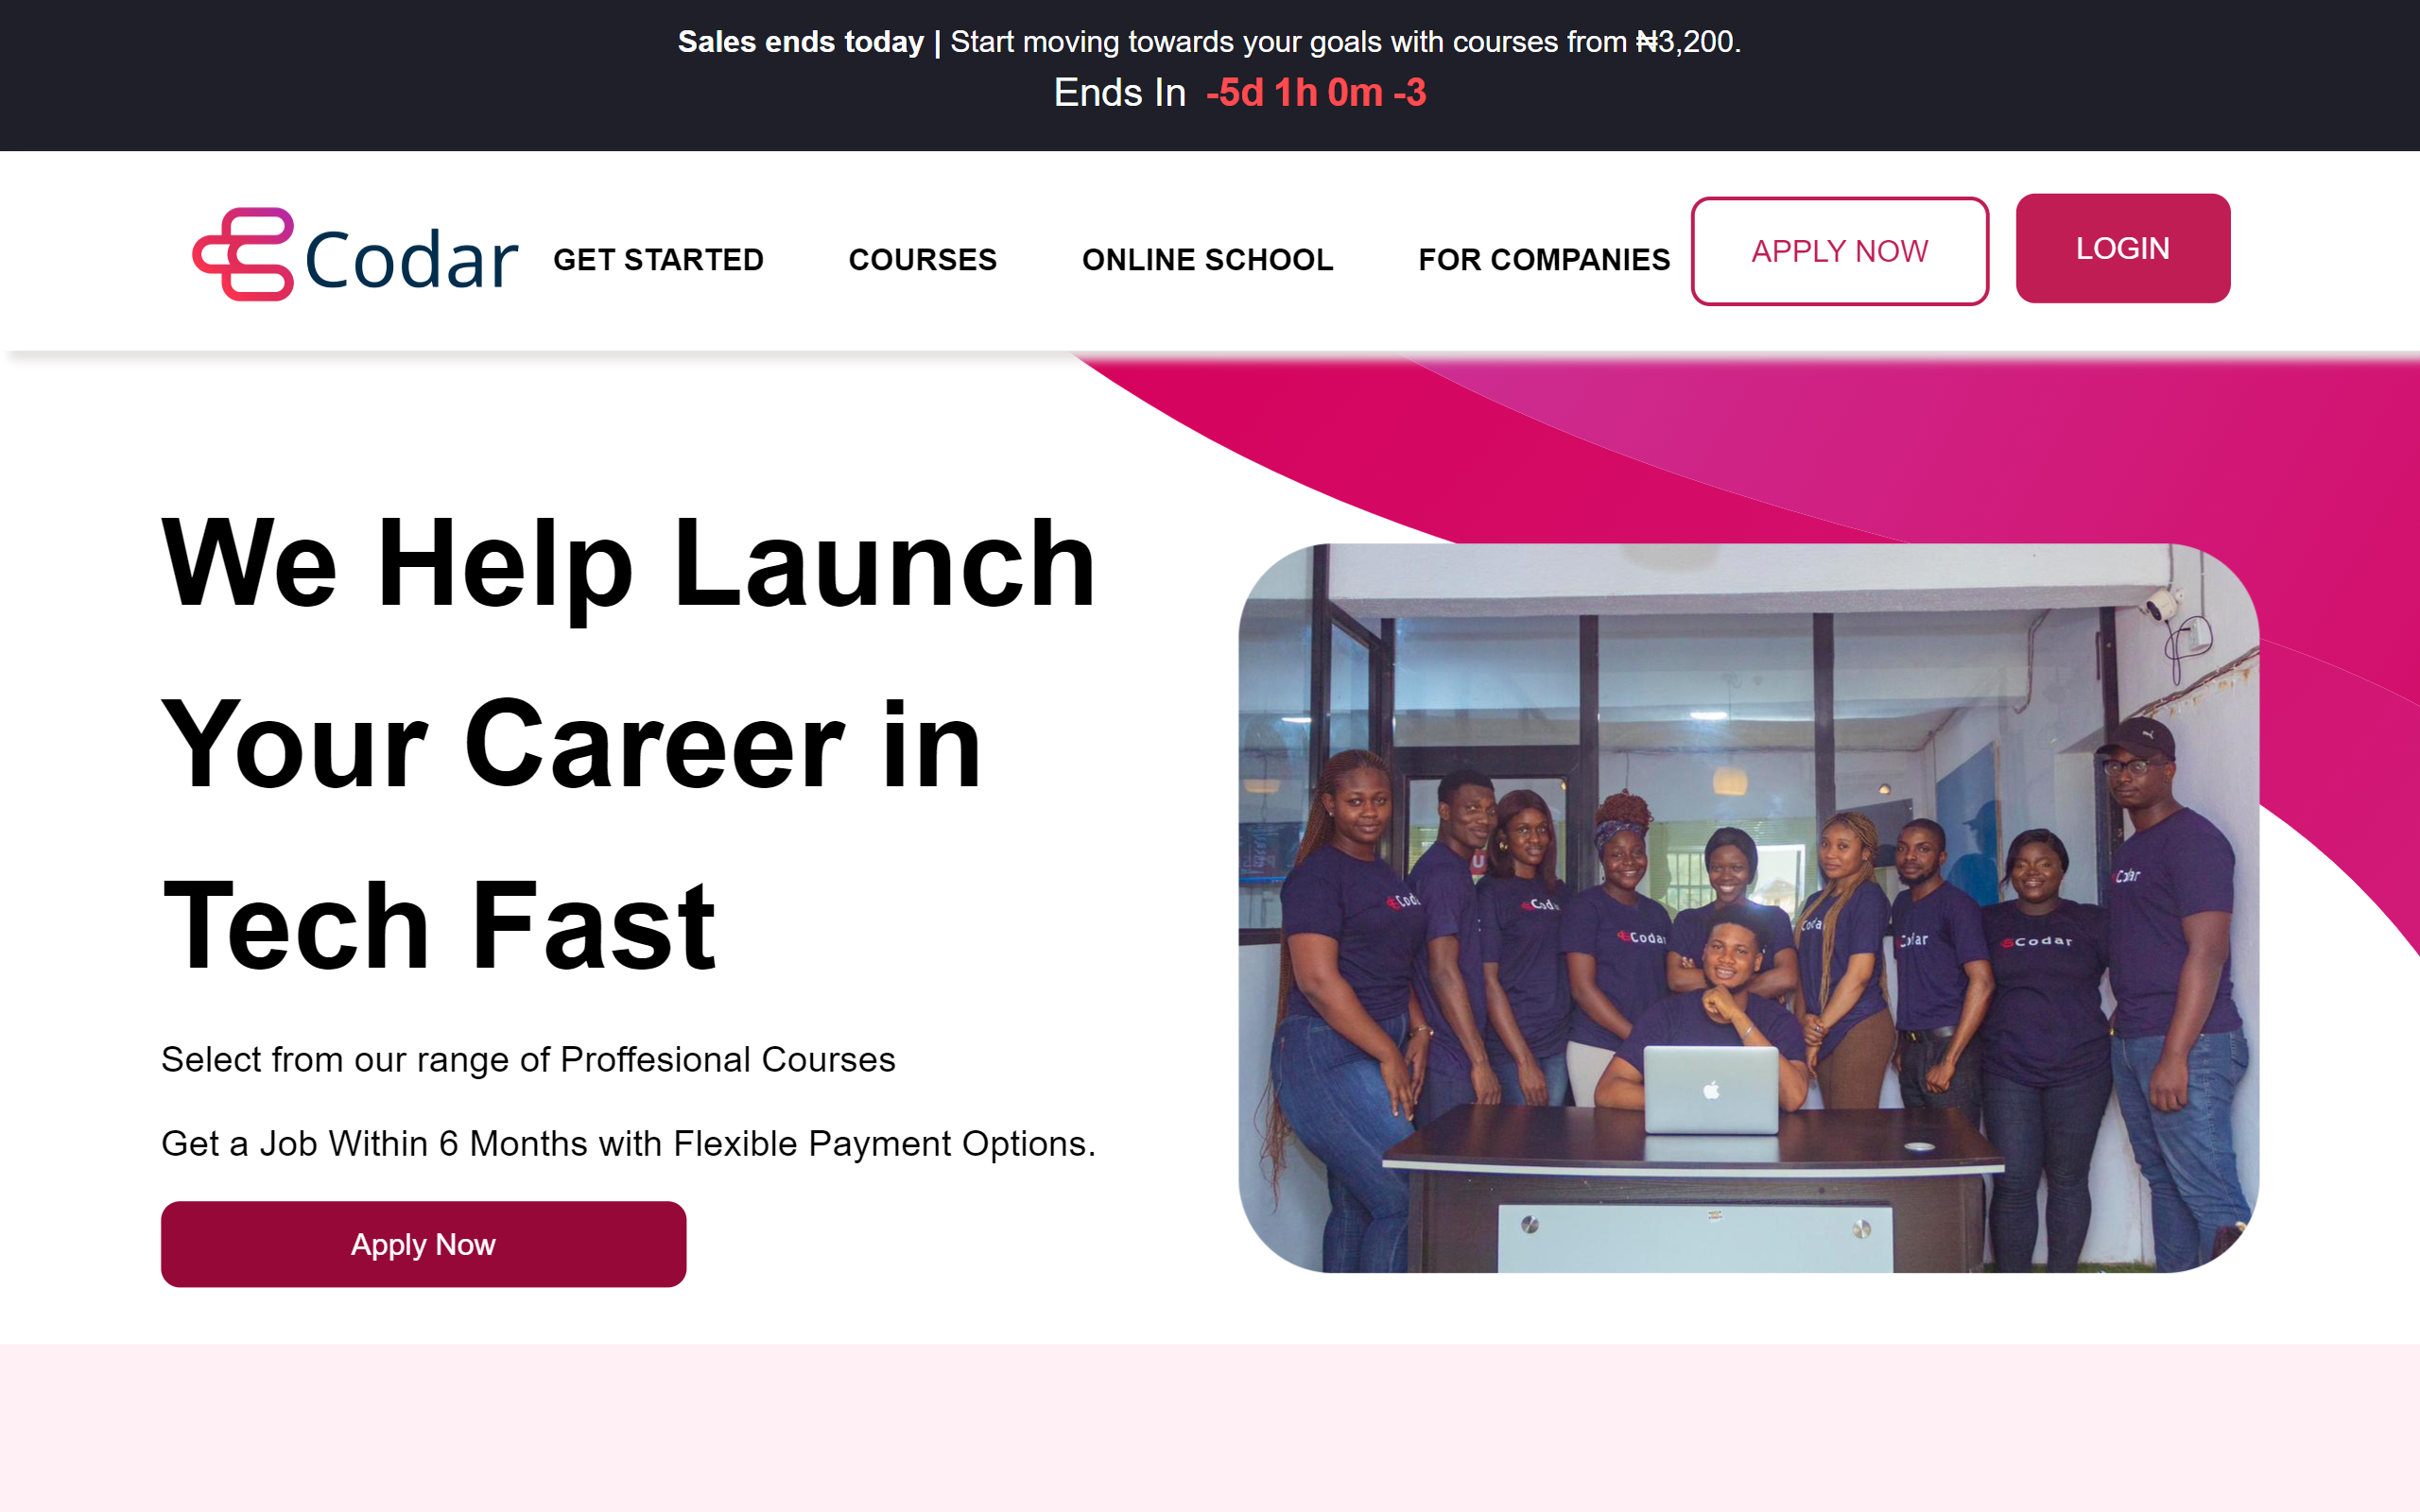 Sales ends today | Start moving towards your goals with courses from ₦3,200.
Ends In -5d 1h 0m -3
Codar
GET STARTED
COURSES
ONLINE SCHOOL
FOR COMPANIES
APPLY NOW
LOGIN
We Help Launch
Your Career in
Tech Fast
Select from our range of Proffesional Courses
Get a Job Within 6 Months with Flexible Payment Options.
Apply Now
Codar
Codar